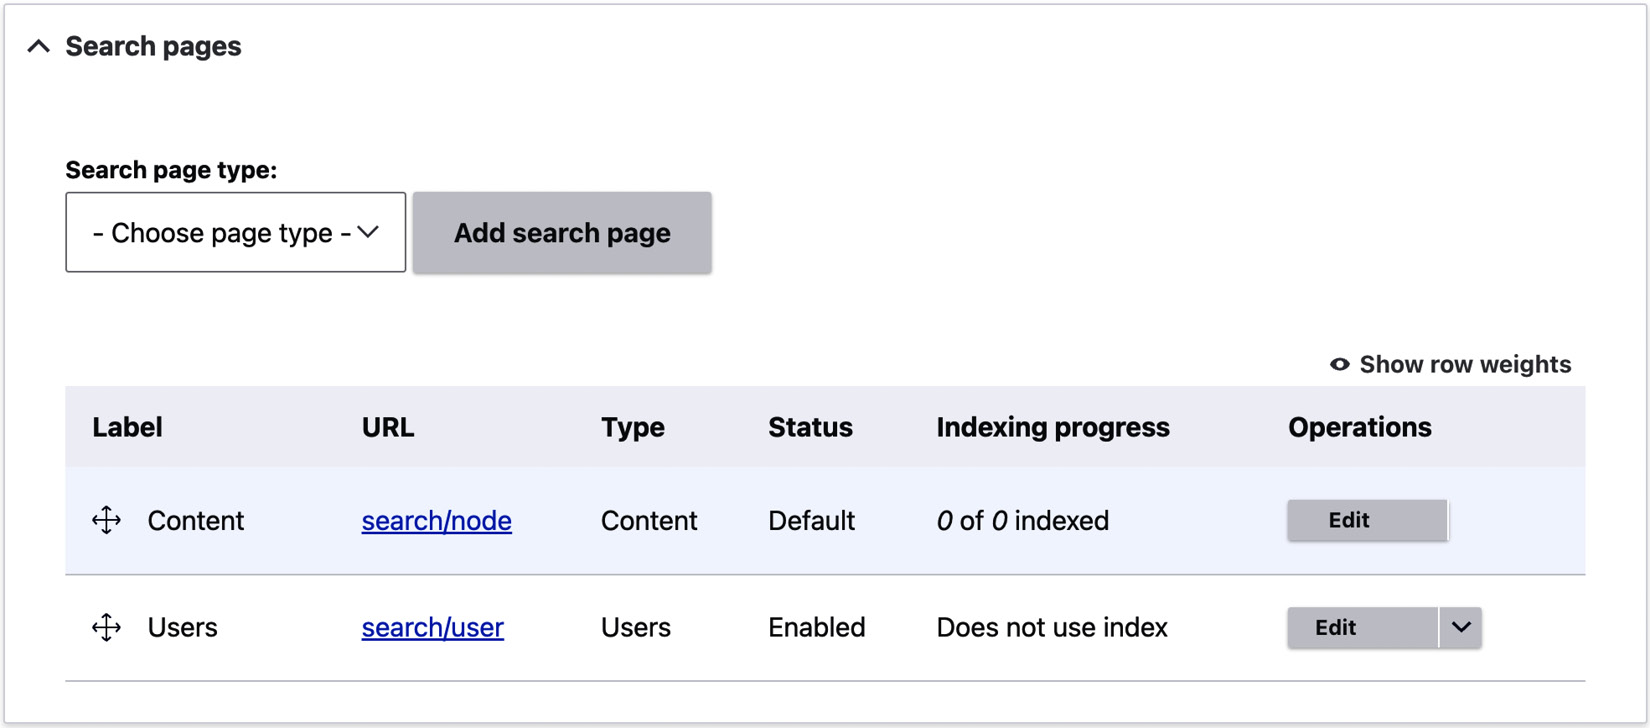 Search pages
Search page type:
- Choose page type -
Add search page
Show row weights
Label URL Type Status Indexing progress Operations
Content search/node Content Default 0 of 0 indexed Edit
Users search/user Users Enabled Does not use index Edit